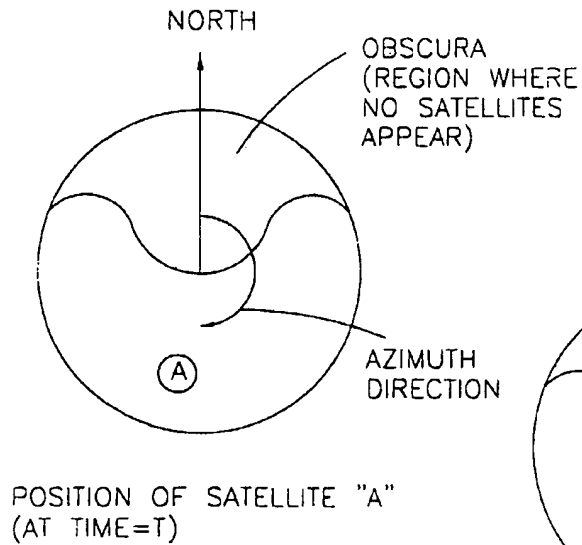 NORTH
OBSCURA
(REGION WHERE
NO SATELLITES
APPEAR)
A
AZIMUTH
DIRECTION
POSITION OF SATELLITE "A"
(AT TIME=T)